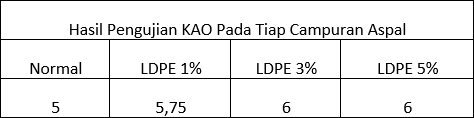 Hasil Pengujian KAO Pada Tiap Campuran Aspal
Normal LDPE 1% LDPE 3% LDPE 5%
5 5,75 6 6